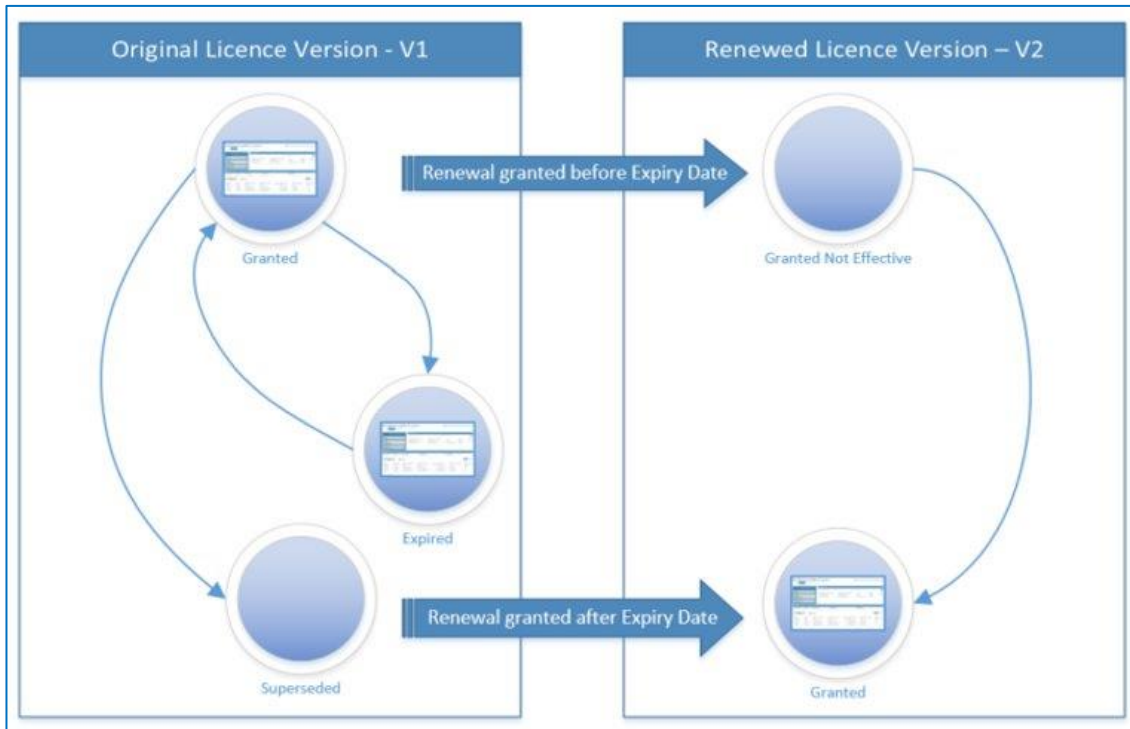 Original Licence Version - V1
Renewed Licence Version – V2
Renewal granted before Expiry Date
Granted
Granted Not Effective
Expired
Renewal granted after Expiry Date
Superseded
Granted